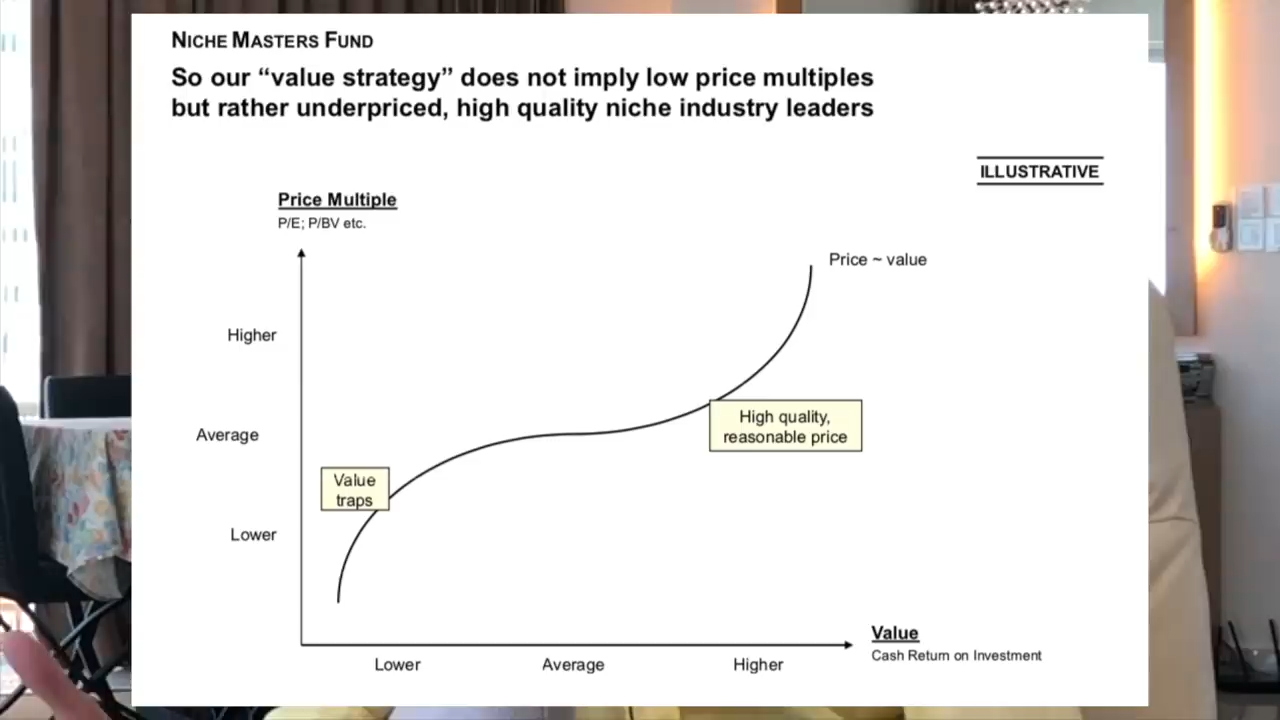 NICHE MASTERS FUND
So our “value strategy” does not imply low price multiples
but rather underpriced, high quality niche industry leaders
ILLUSTRATIVE
Price Multiple
P/E; P/BV etc.
Price ~ value
Higher
High quality,
reasonable price
Average
Value
traps
Lower
Value
Cash Return on Investment
Lower
Average
Higher